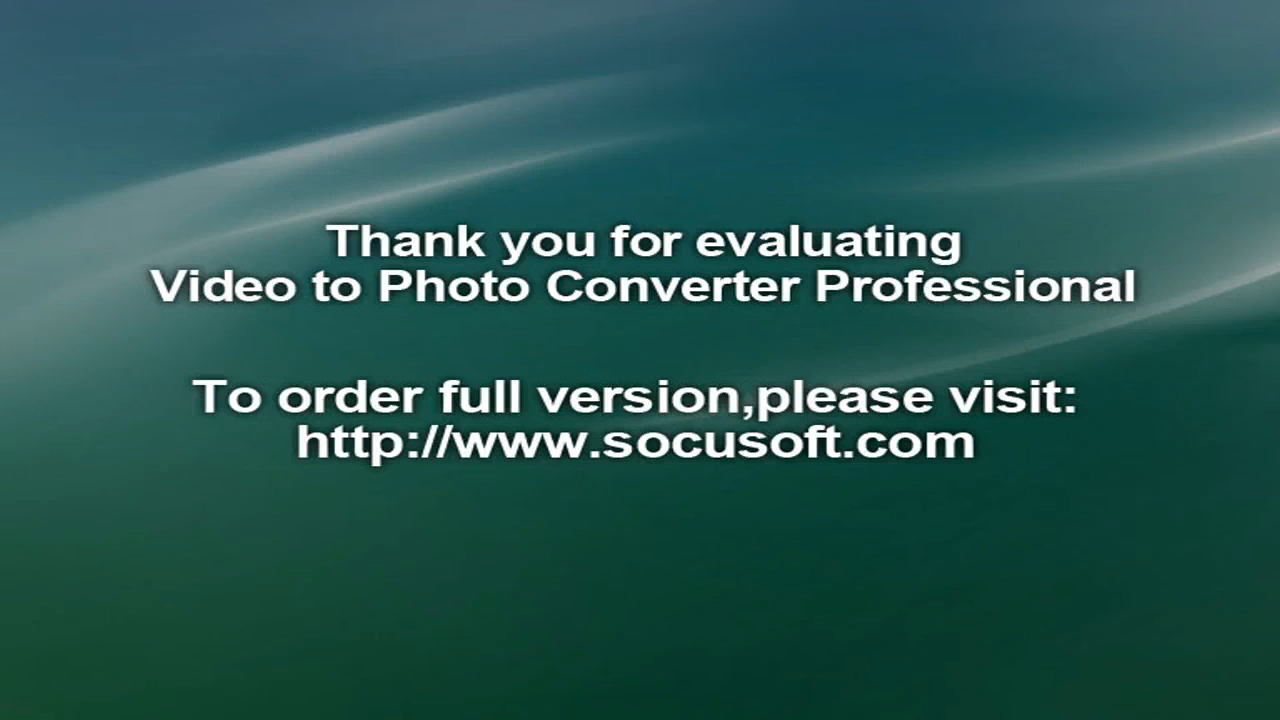 Thank you for evaluating
Video to Photo Converter Professional
To order full version,please visit:
http://www.socusoft.com